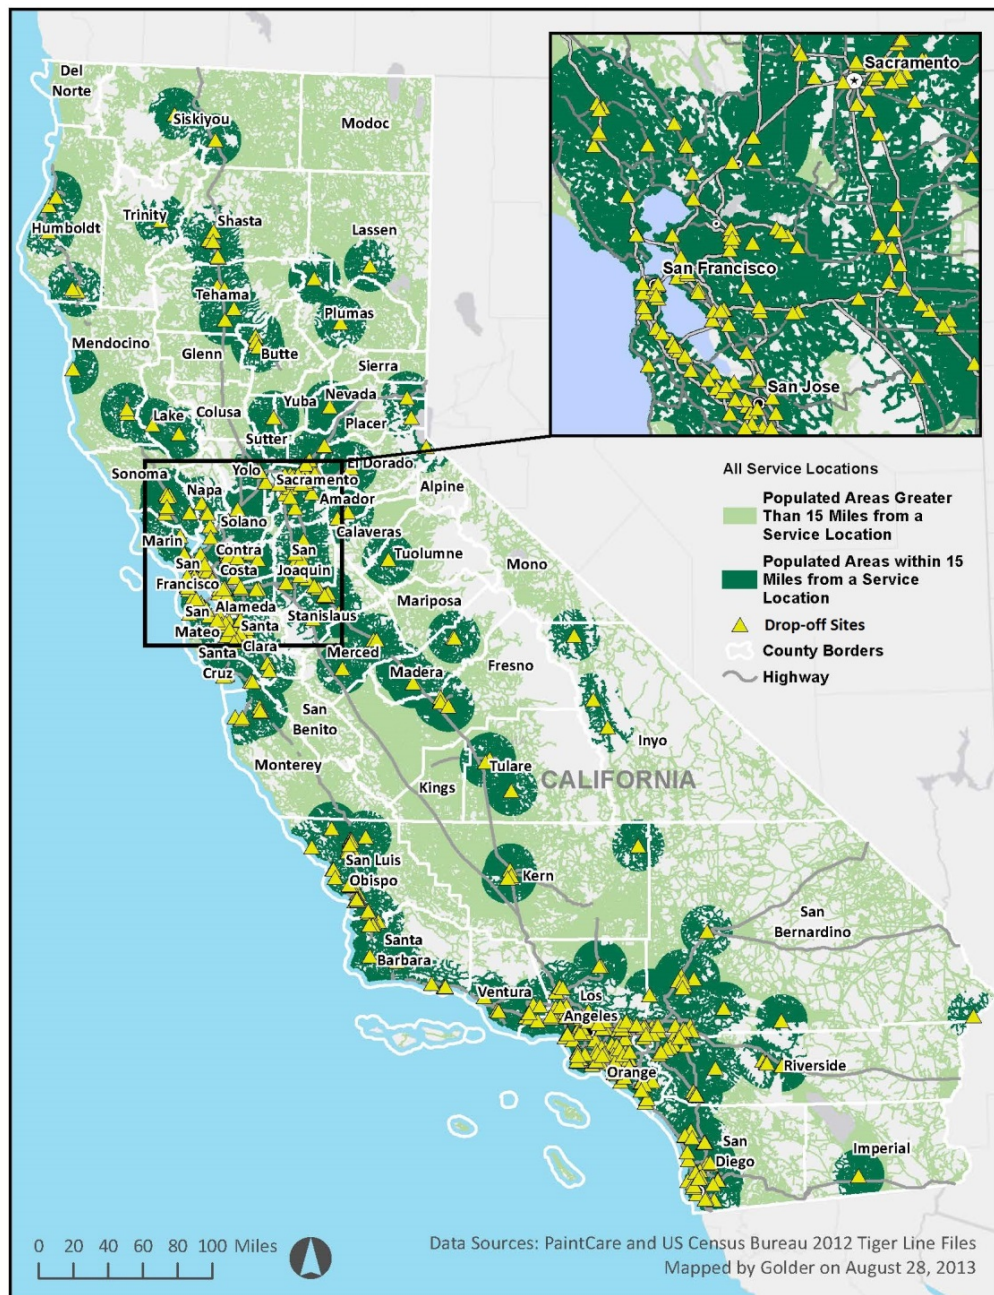 Del
Norte
Siskiyou
Modoc
Humboldt
Trinity
Shasta
Lassen
Tehama
Plumas
Mendocino
Glenn
Butte
Sierra
Lake
Colusa
Yuba
Nevada
Sutter
Placer
Sonoma
Napa
Yolo
El Dorado
Sacramento
Alpine
Amador
Solano
Calaveras
Marin
Contra
Costa
San
Joaquin
Tuolumne
Mono
San
Francisco
Alameda
Stanislaus
Mariposa
San
Mateo
Santa
Clara
Merced
Santa
Cruz
Madera
Fresno
San
Benito
Inyo
Monterey
Kings
Tulare
CALIFORNIA
San Luis
Obispo
Kern
San
Bernardino
Santa
Barbara
Ventura
Los
Angeles
Orange
Riverside
San
Diego
Imperial
Sacramento
San Francisco
San Jose
All Service Locations
Populated Areas Greater
Than 15 Miles from a
Service Location
Populated Areas within 15
Miles from a Service
Location
Drop-off Sites
County Borders
Highway
0 20 40 60 80 100 Miles
Data Sources: PaintCare and US Census Bureau 2012 Tiger Line Files
Mapped by Golder on August 28, 2013